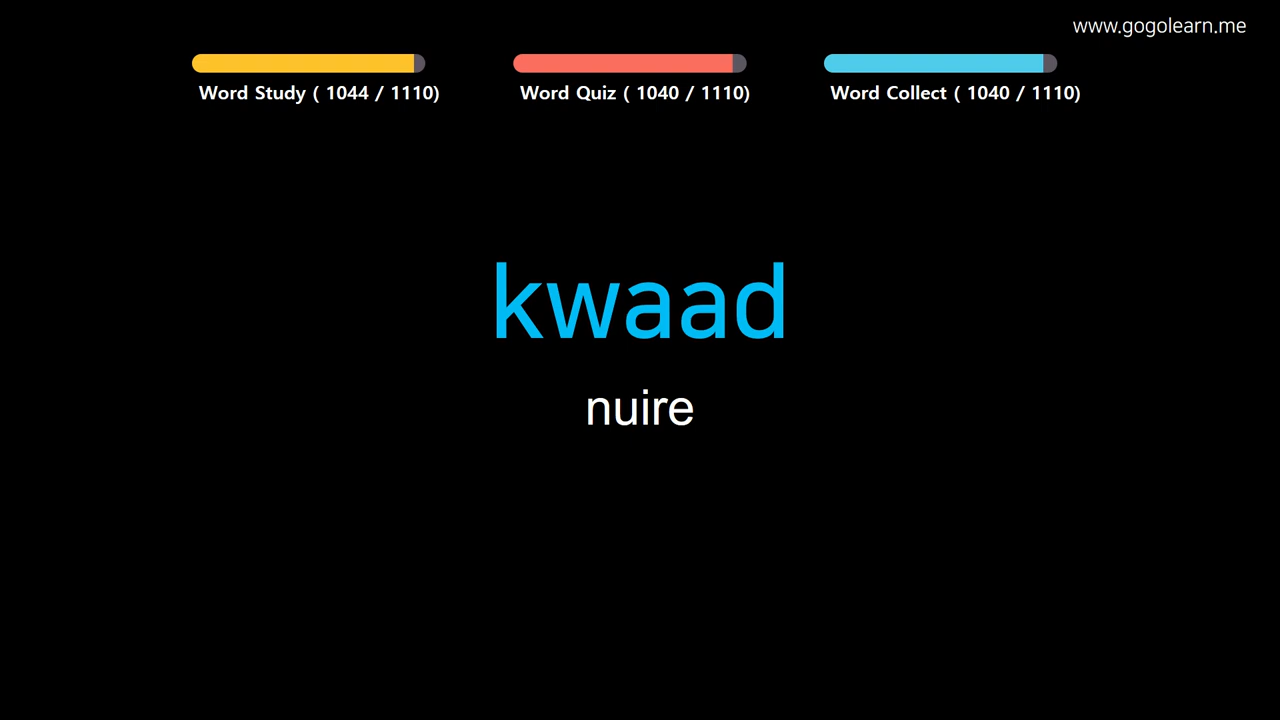 www.gogolearn.me
Word Study ( 1044 / 1110)
Word Quiz ( 1040 / 1110)
Word Collect ( 1040 / 1110)
kwaad
nuire